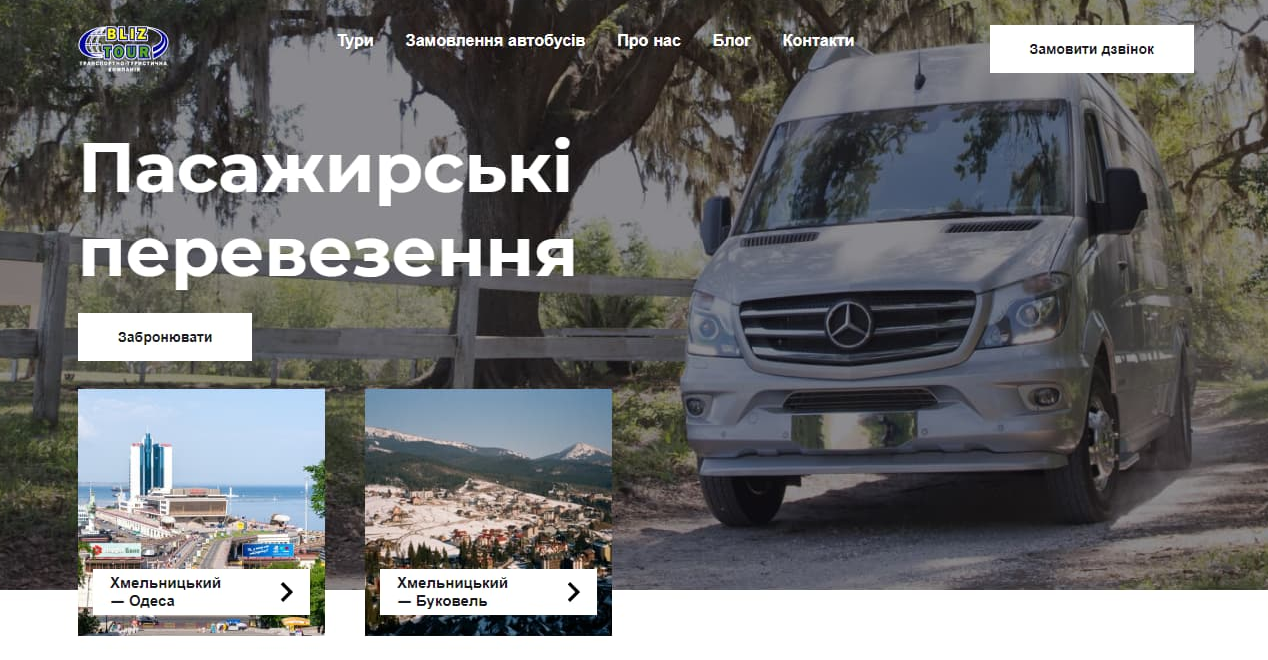 BLIZ
TOUR
ТРАНСПОРТНО-ТУРИСТИЧНА
КОМПАНІЯ
Тури
Замовлення автобусів
Про нас
Блог
Контакти
Замовити дзвінок
Пасажирські
перевезення
Забронювати
Хмельницький
— Одеса
Хмельницький
— Буковель